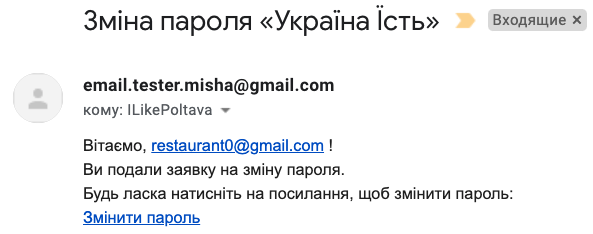 Зміна пароля «Україна Їсть» Входящие ×
email.tester.misha@gmail.com
кому: ILikePoltava
Вітаємо, restaurant0@gmail.com !
Ви подали заявку на зміну пароля.
Будь ласка натисніть на посилання, щоб змінити пароль:
Змінити пароль